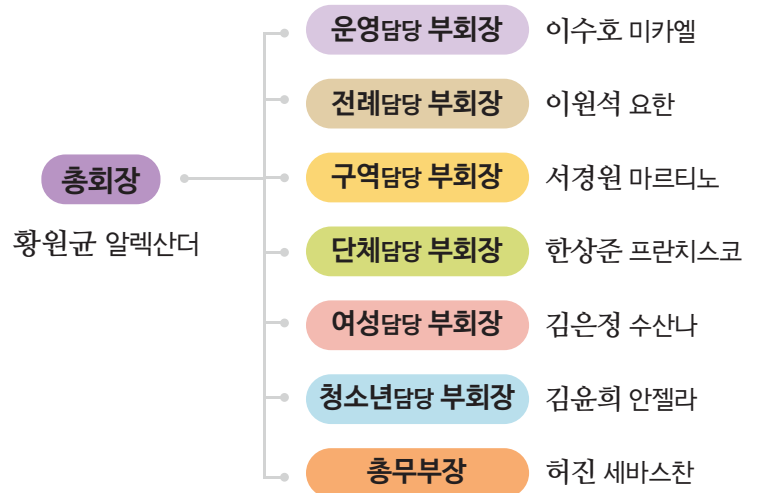 운영담당 부회장 이수호 미카엘
전례담당 부회장 이원석 요한
총회장
황원균 알렉산더
구역담당 부회장 서경원 마르티노
단체담당 부회장 한상준 프란치스코
여성담당 부회장 김은정 수산나
청소년담당 부회장 김윤희 안젤라
총무부장 허진 세바스찬